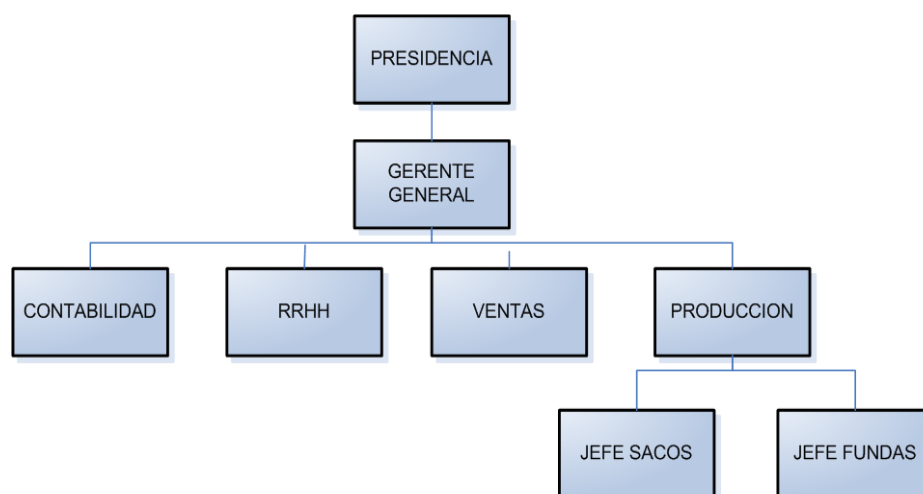 PRESIDENCIA
GERENTE
GENERAL
CONTABILIDAD
RRHH
VENTAS
PRODUCCION
JEFE SACOS
JEFE FUNDAS